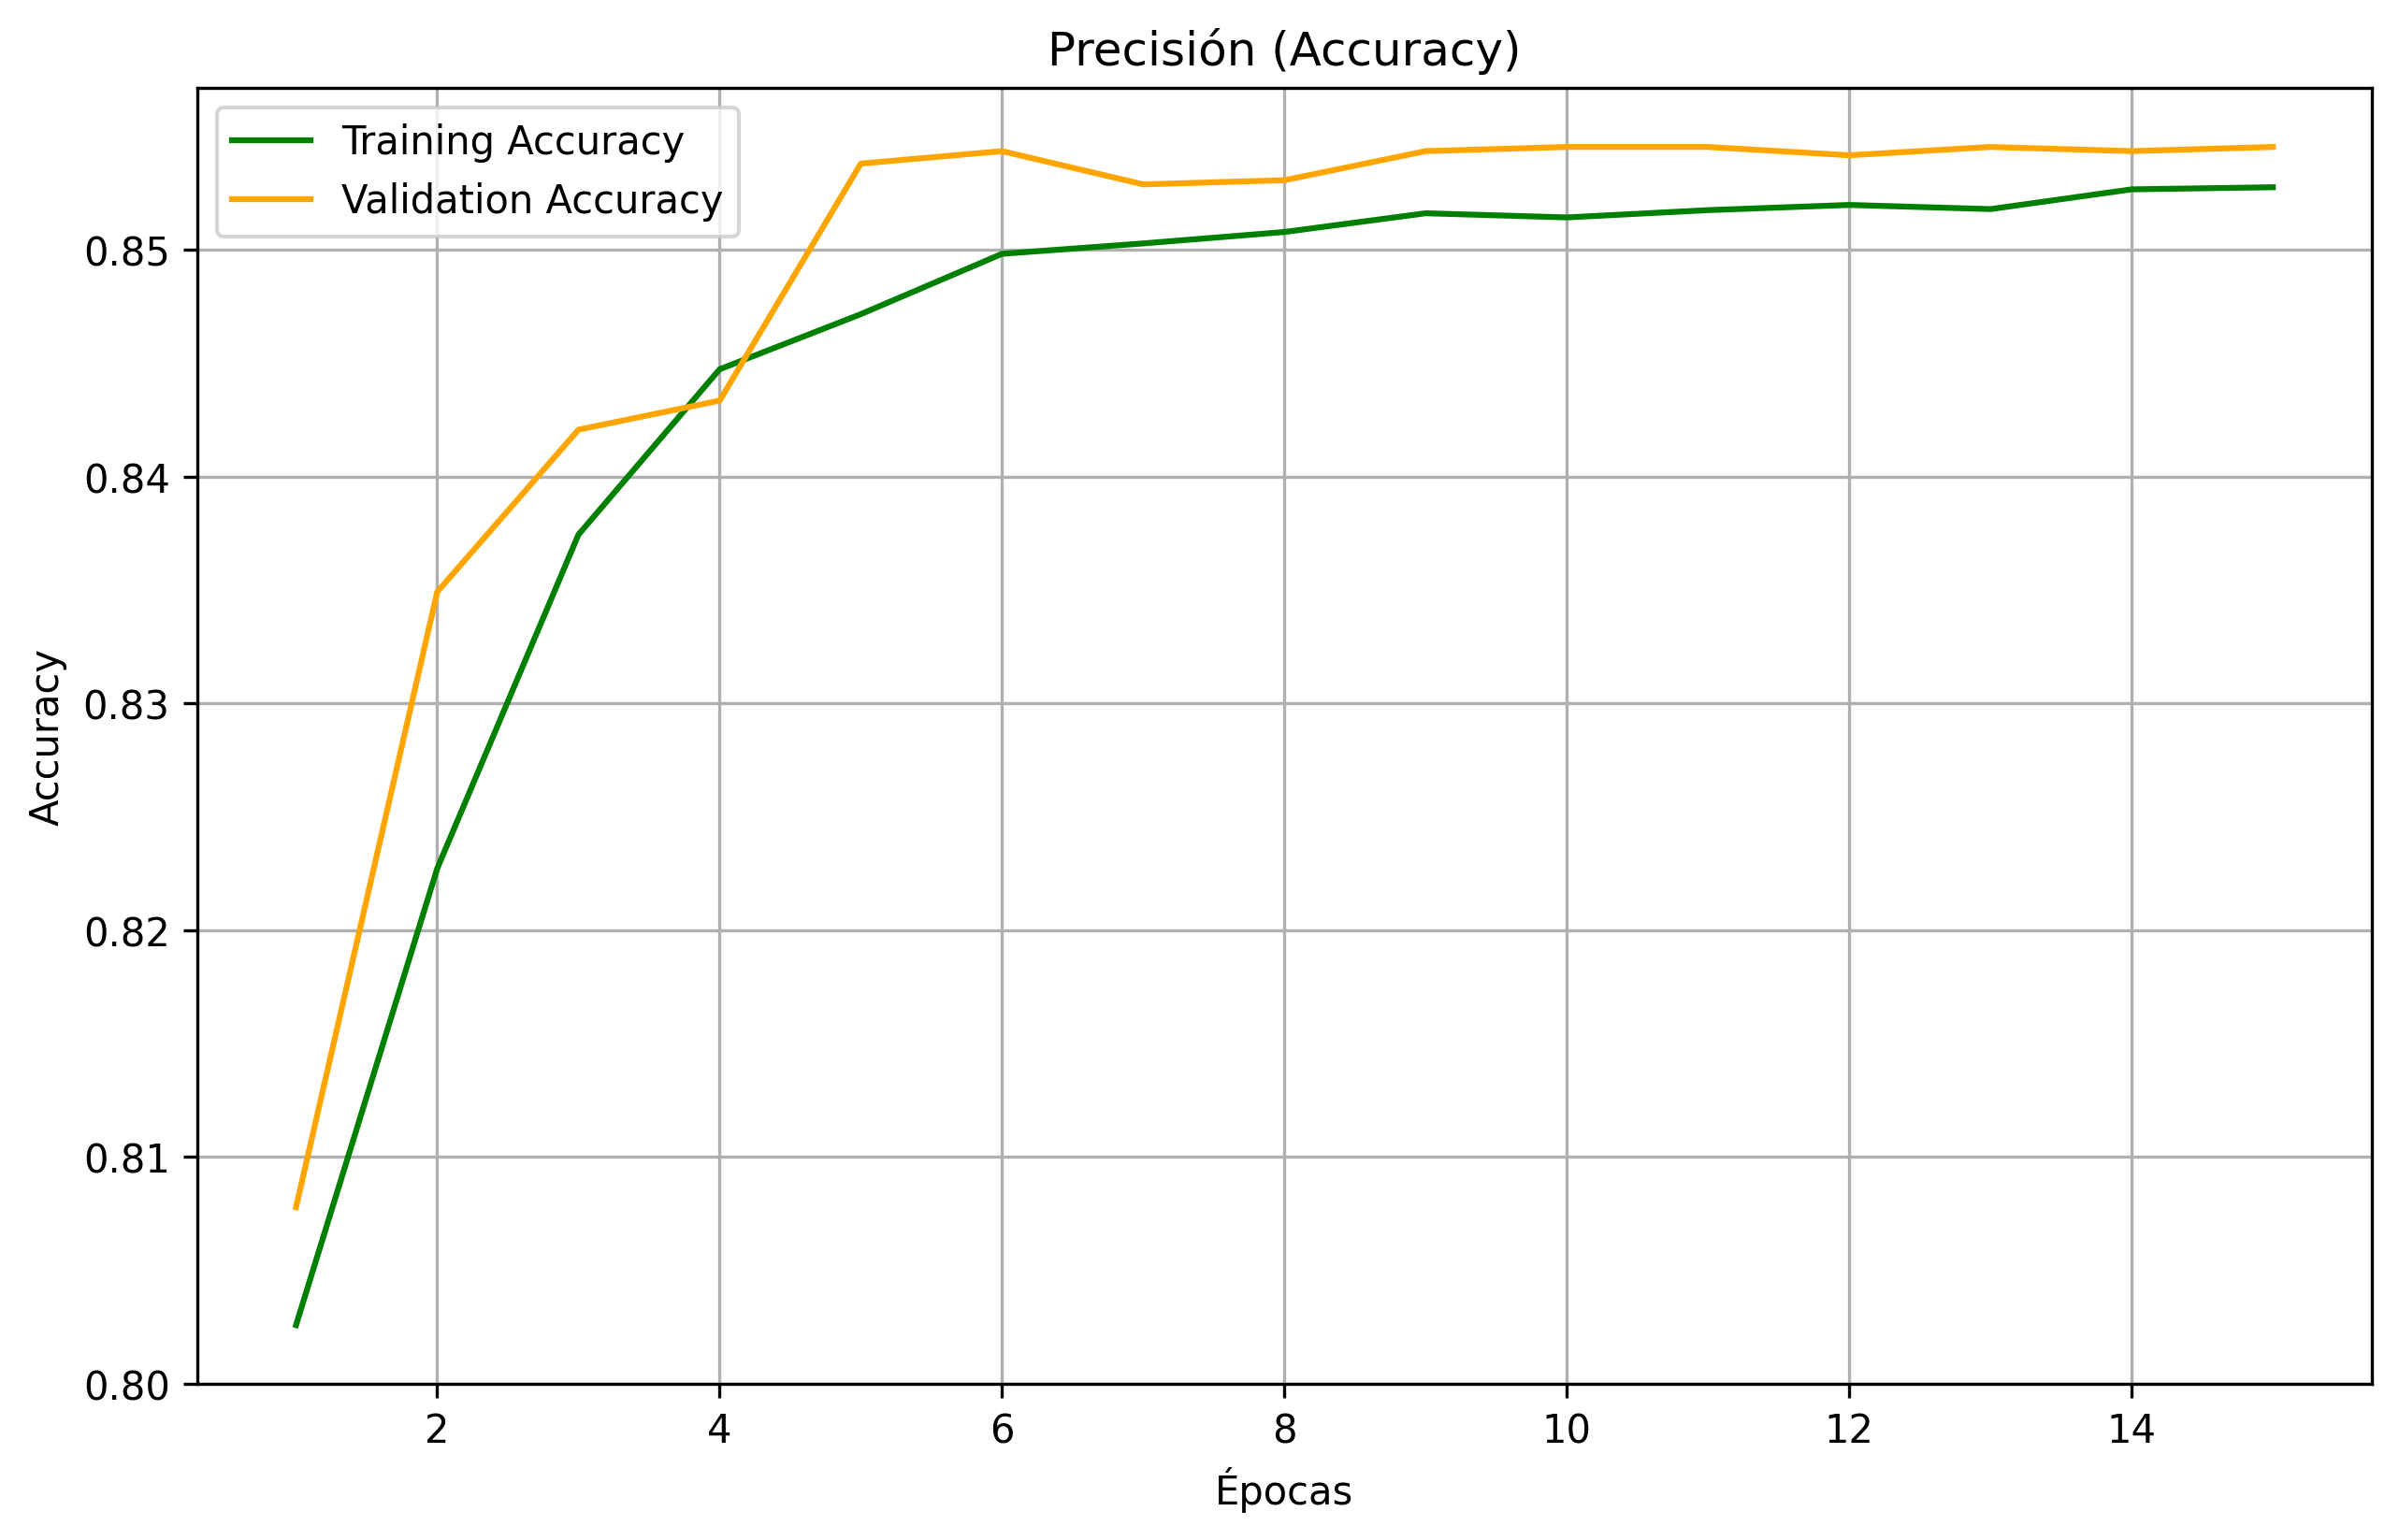 Precisión (Accuracy)
Training Accuracy
Validation Accuracy
0.85
0.84
0.83
0.82
0.81
0.80
Accuracy
2 4 6 8 10 12 14
Épocas